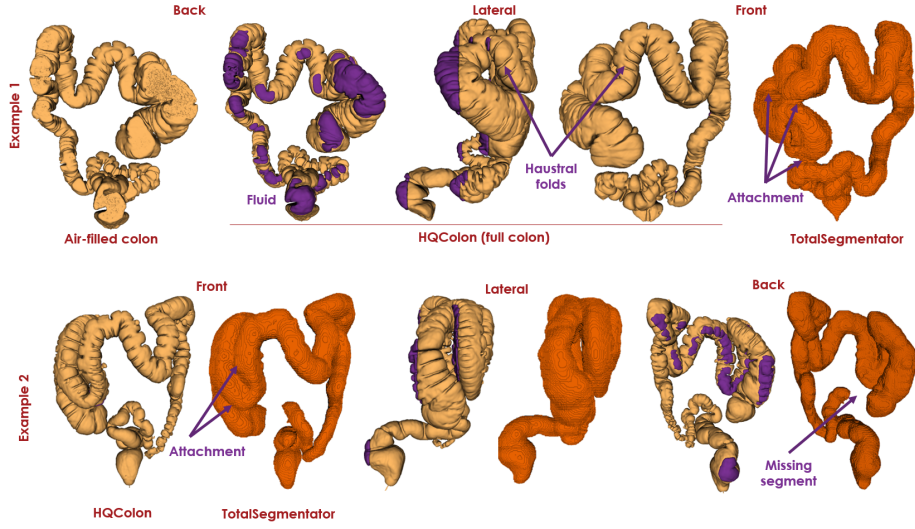 Back
Lateral
Front
Example 1
Fluid
Haustral
folds
Attachment
Air-filled colon
HQColon (full colon)
TotalSegmentator
Front
Lateral
Back
Example 2
Attachment
Missing
segment
HQColon
TotalSegmentator